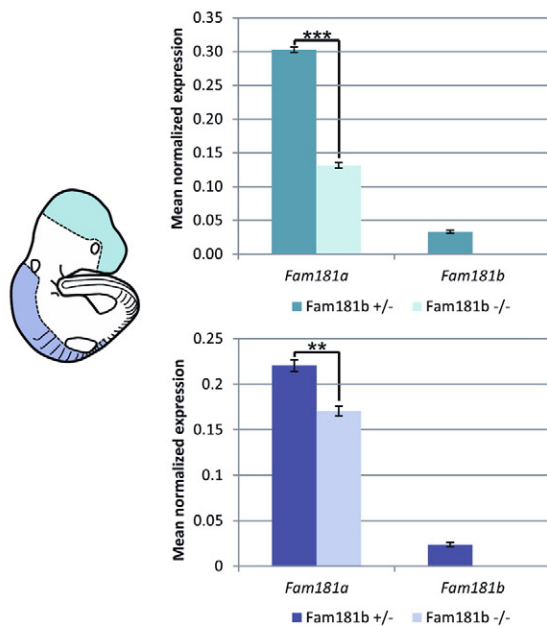 Mean normalized expression
0.35
0.30
0.25
0.20
0.15
0.10
0.05
0.00
***
Fam181a Fam181b
Fam181b +/- Fam181b -/-
Mean normalized expression
0.25
0.2
0.15
0.1
0.05
0
**
Fam181a Fam181b
Fam181b +/- Fam181b -/-